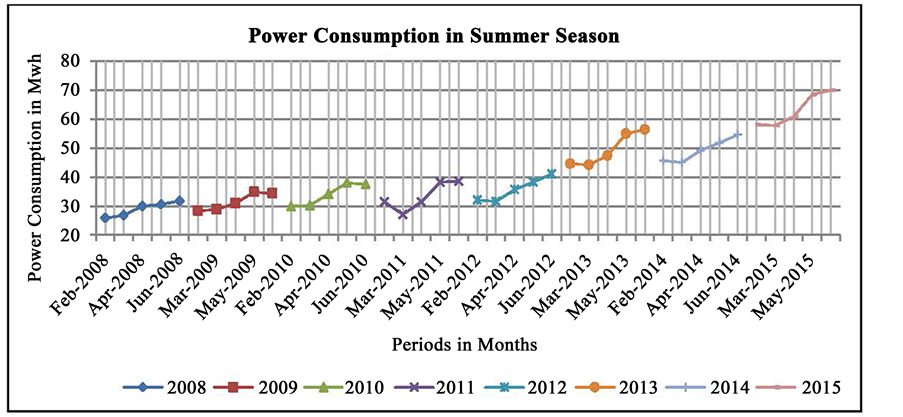 Power Consumption in Summer Season
Power Consumption in Mwh
80
70
60
50
40
30
20
Feb-2008
Apr-2008
Jun-2008
Mar-2009
May-2009
Feb-2010
Apr-2010
Jun-2010
Mar-2011
May-2011
Feb-2012
Apr-2012
Jun-2012
Mar-2013
May-2013
Feb-2014
Apr-2014
Jun-2014
Mar-2015
May-2015
Periods in Months
2008 2009 2010 2011 2012 2013 2014 2015